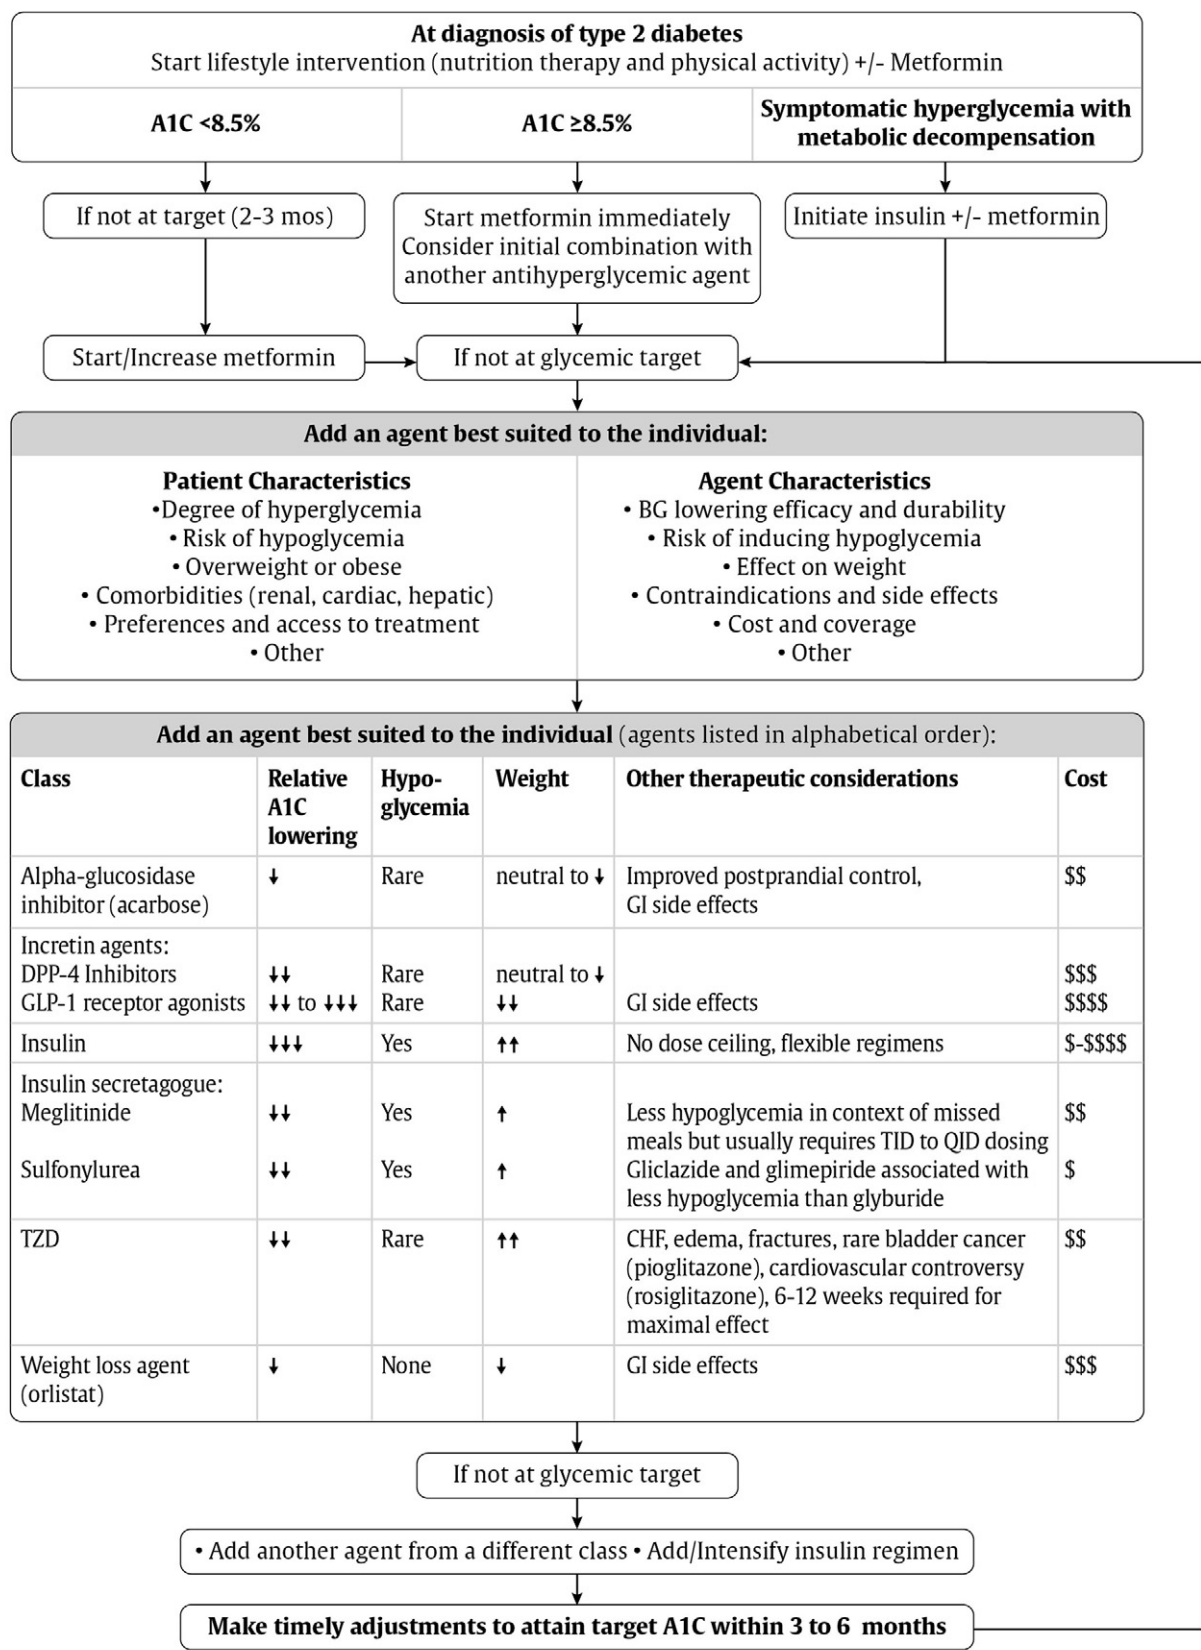 At diagnosis of type 2 diabetes
Start lifestyle intervention (nutrition therapy and physical activity) +/- Metformin
A1C <8.5%
A1C ≥8.5%
Symptomatic hyperglycemia with
metabolic decompensation
If not at target (2-3 mos)
Start metformin immediately
Consider initial combination with
another antihyperglycemic agent
Initiate insulin +/- metformin
Start/Increase metformin
If not at glycemic target
Add an agent best suited to the individual:
Patient Characteristics
•Degree of hyperglycemia
• Risk of hypoglycemia
• Overweight or obese
• Comorbidities (renal, cardiac, hepatic)
• Preferences and access to treatment
• Other
Agent Characteristics
• BG lowering efficacy and durability
• Risk of inducing hypoglycemia
• Effect on weight
• Contraindications and side effects
• Cost and coverage
• Other
Add an agent best suited to the individual (agents listed in alphabetical order):
Class Relative Hypo- Weight Other therapeutic considerations Cost
A1C glycemia
lowering
Alpha-glucosidase ↓ Rare neutral to ↓ Improved postprandial control, $$
inhibitor (acarbose) GI side effects
Incretin agents:
DPP-4 Inhibitors ↓↓ Rare neutral to ↓ $$$
GLP-1 receptor agonists ↓↓ to ↓↓↓ Rare ↓↓ GI side effects $$$$
Insulin ↓↓↓ Yes ↑↑ No dose ceiling, flexible regimens $-$$$$
Insulin secretagogue:
Meglitinide ↓↓ Yes ↑ Less hypoglycemia in context of missed $$
meals but usually requires TID to QID dosing
Sulfonylurea ↓↓ Yes ↑ Gliclazide and glimepiride associated with $
less hypoglycemia than glyburide
TZD ↓↓ Rare ↑↑ CHF, edema, fractures, rare bladder cancer $$
(pioglitazone), cardiovascular controversy
(rosiglitazone), 6-12 weeks required for
maximal effect
Weight loss agent ↓ None ↓ GI side effects $$$
(orlistat)
If not at glycemic target
• Add another agent from a different class • Add/Intensify insulin regimen
Make timely adjustments to attain target A1C within 3 to 6 months